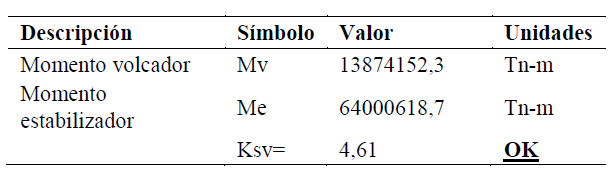 Descripción Símbolo Valor Unidades
Momento volcador Mv 13874152,3 Tn-m
Momento
estabilizador Me 64000618,7 Tn-m
Ksv= 4,61 OK